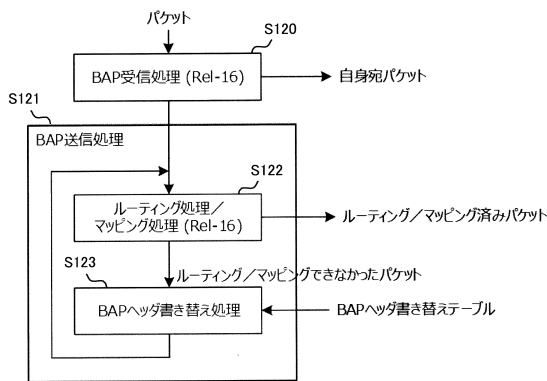 パケット
S120
BAP受信処理 (Rel-16)
自身宛パケット
S121
BAP送信処理
S122
ルーティング処理／
マッピング処理 (Rel-16)
ルーティング／マッピング済みパケット
S123
ルーティング／マッピングできなかったパケット
BAPヘッダ書き替え処理
BAPヘッダ書き替えテーブル